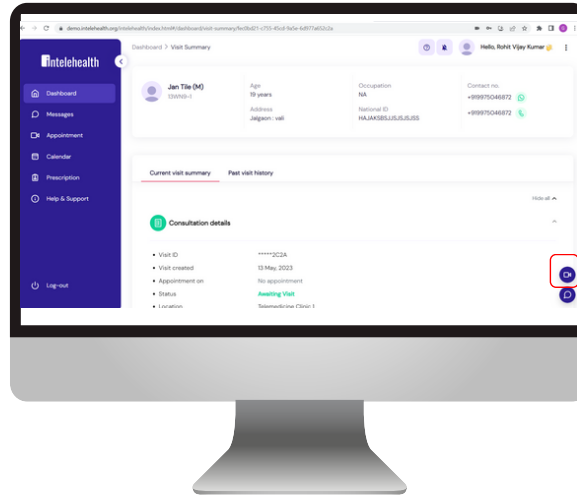 demo.intelehealth.org/intelehealth/index.html#/dashboard/visit-summary/fec9bd21-c755-45cd-9a5e-6d977a652c2a
intelehealth
Dashboard > Visit Summary
Hello, Rohit Vijay Kumar
Dashboard
Messages
Appointment
Calendar
Prescription
Help & Support
Log-out
Jan Tile (M)
13WN9-1
Age
19 years
Address
Jalgaon : vali
Occupation
NA
National ID
Contact no.
+919975046872
+919975046872
Current visit summary
Past visit history
Hide all
Consultation details
Visit ID
*****2C2A
Visit created
13 May, 2023
Appointment on
No appointment
Status
Awaiting Visit
Location
Telemedicine Clinic 1